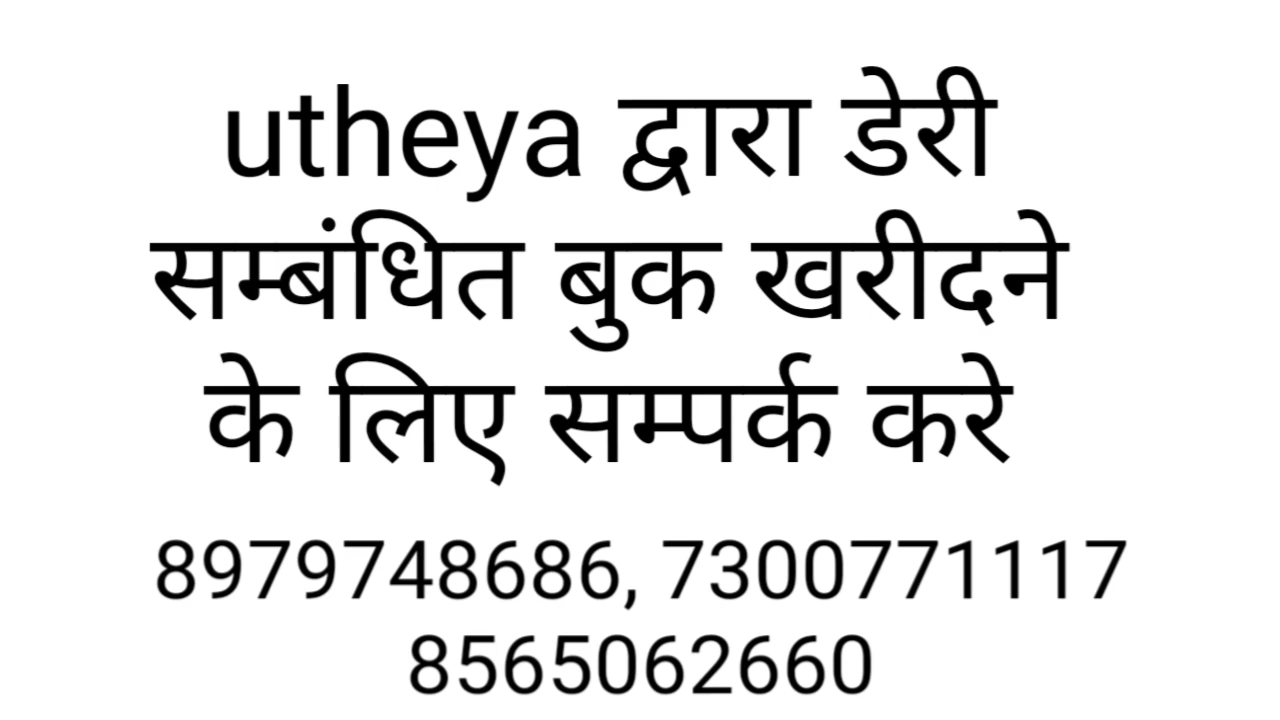 utheya द्वारा डेरी
सम्बंधित बुक खरीदने
के लिए सम्पर्क करे
8979748686, 7300771117
8565062660